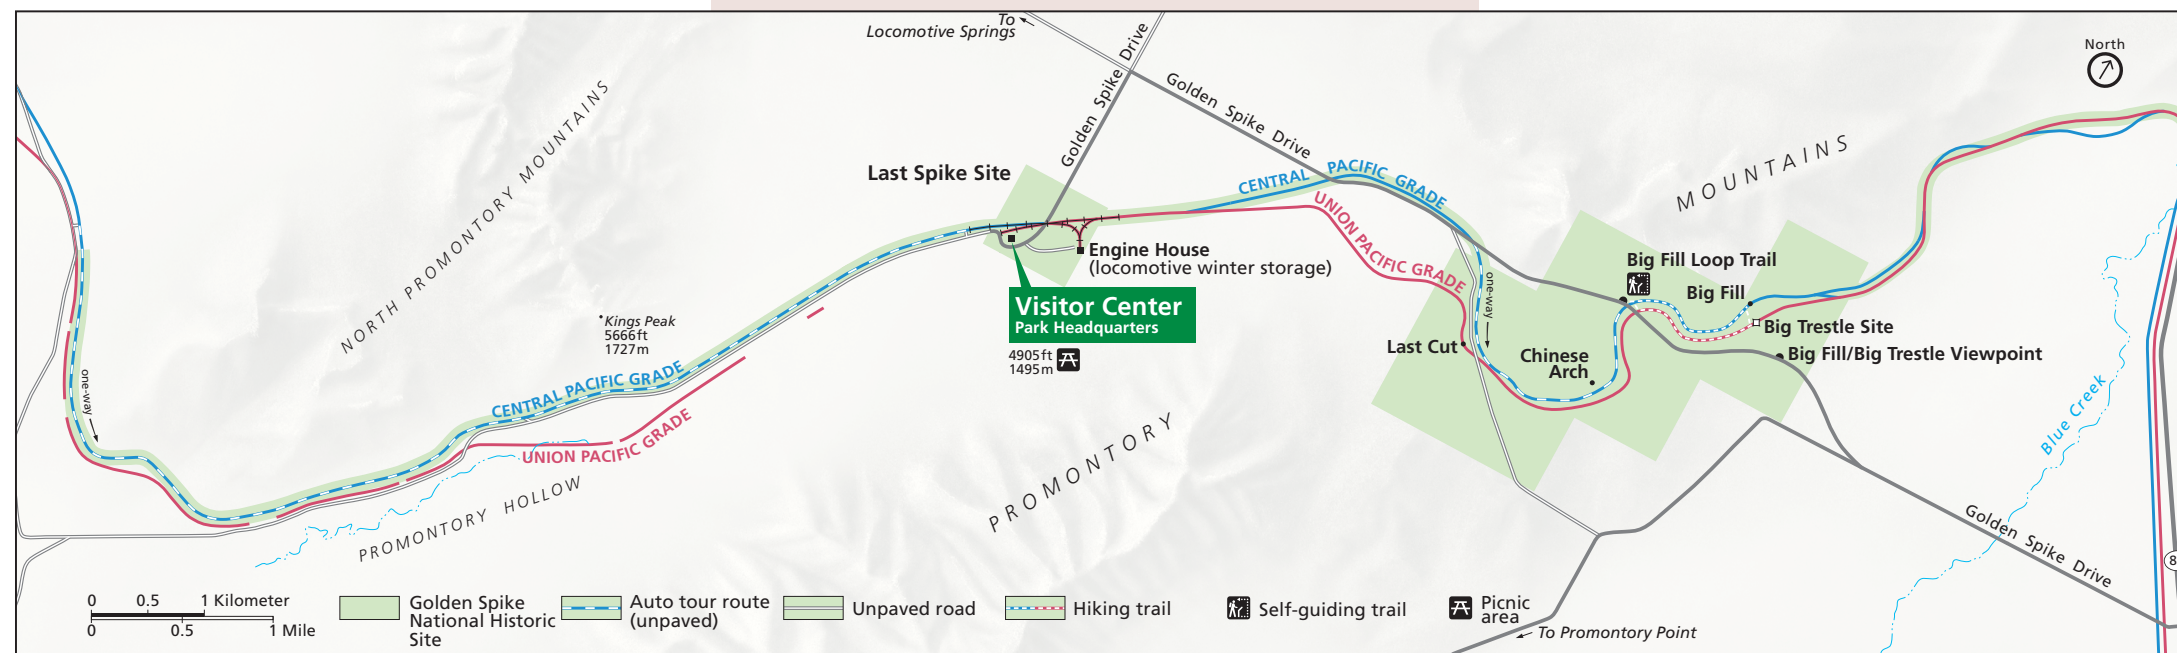 To
Locomotive Springs
Golden Spike Drive
Golden Spike Drive
North
NORTH PROMONTORY MOUNTAINS
MOUNTAINS
Last Spike Site
CENTRAL PACIFIC GRADE
UNION PACIFIC GRADE
Engine House
(locomotive winter storage)
one-way
Big Fill Loop Trail
Big Fill
Visitor Center
Park Headquarters
4905ft
1495m
Kings Peak
5666ft
1727m
Big Trestle Site
Big Fill/Big Trestle Viewpoint
Last Cut
Chinese
Arch
one-way
CENTRAL PACIFIC GRADE
UNION PACIFIC GRADE
PROMONTORY HOLLOW
PROMONTORY
Blue Creek
Golden Spike Drive
8
0 0.5 1 Kilometer
0 0.5 1 Mile
Golden Spike
National Historic
Site
Auto tour route
(unpaved)
Unpaved road
Hiking trail
Self-guiding trail
Picnic
area
To Promontory Point